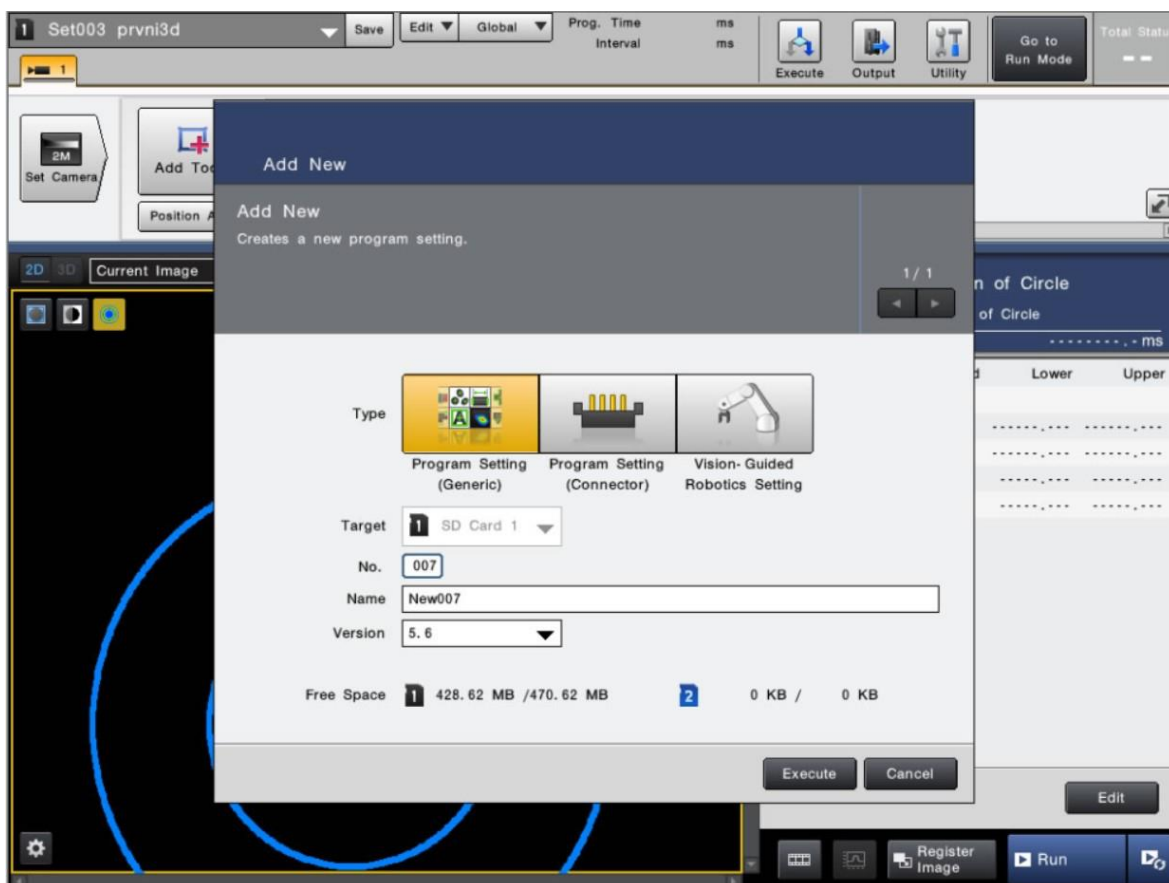 1 Set003 prvni3d
Save
Edit
Global
Prog. Time ms
Interval ms
Execute
Output
Utility
Go to
Run Mode
Total Statu
--
1
2M
Set Camera
Add Too
Position A
Add New
Add New
Creates a new program setting.
1/ 1
2D 3D Current Image
n of Circle
of Circle
--------.- ms
d Lower Upper
------.--- ------.---
------.--- ------.---
------.--- ------.---
------.--- ------.---
Type
Program Setting
(Generic)
Program Setting
(Connector)
Vision-Guided
Robotics Setting
Target 1 SD Card 1
No. 007
Name New007
Version 5.6
Free Space 1 428.62 MB /470.62 MB 2 0 KB / 0 KB
Execute
Cancel
Edit
Register
Image
Run